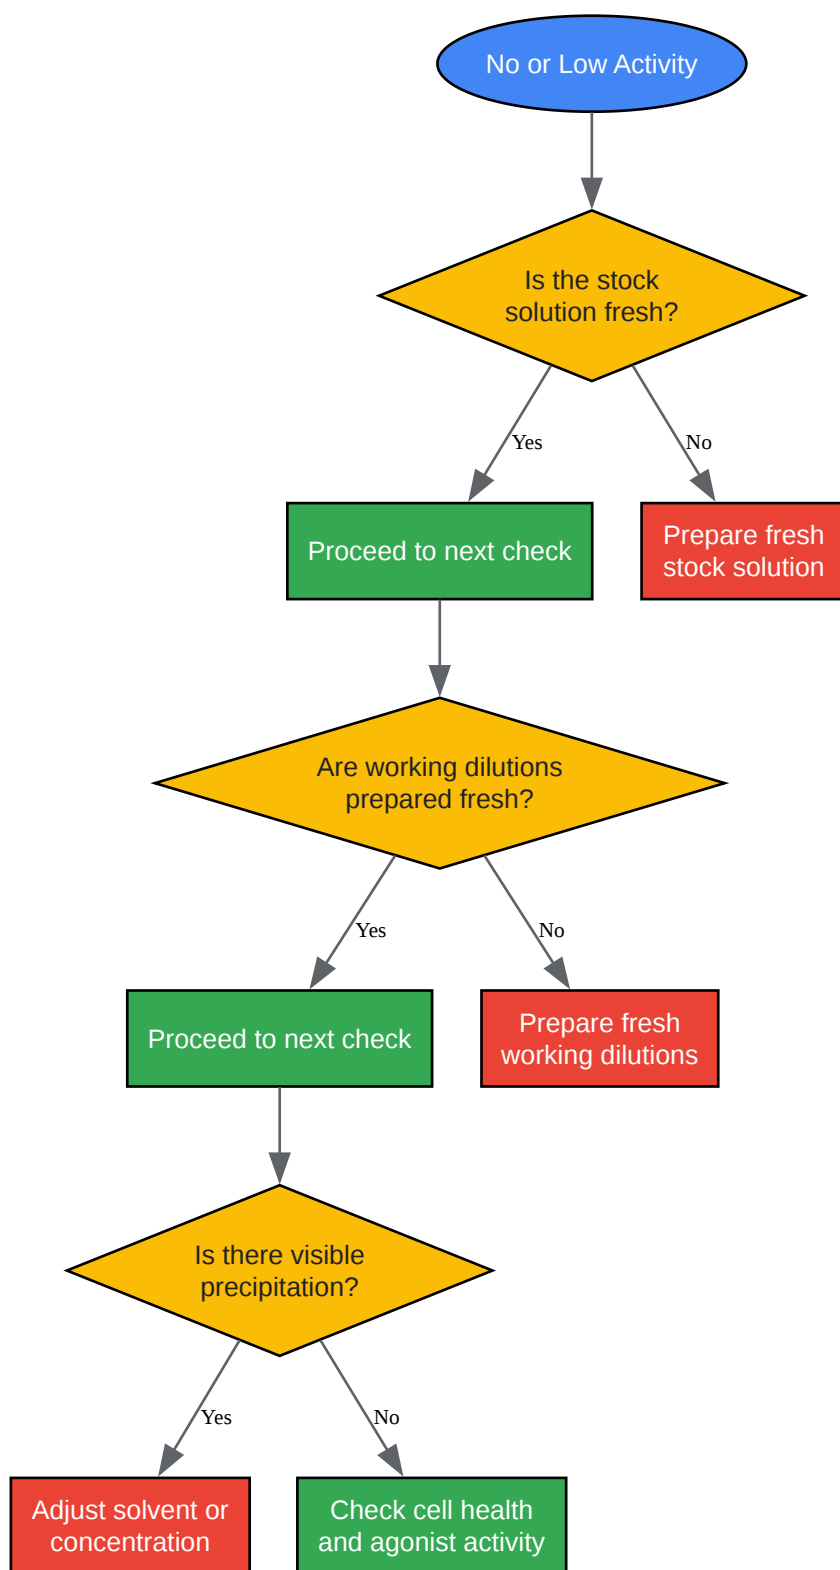 No or Low Activity
Is the stock
solution fresh?
Yes
No
Proceed to next check
Prepare fresh
stock solution
Are working dilutions
prepared fresh?
Yes
No
Proceed to next check
Prepare fresh
working dilutions
Is there visible
precipitation?
Yes
No
Adjust solvent or
concentration
Check cell health
and agonist activity